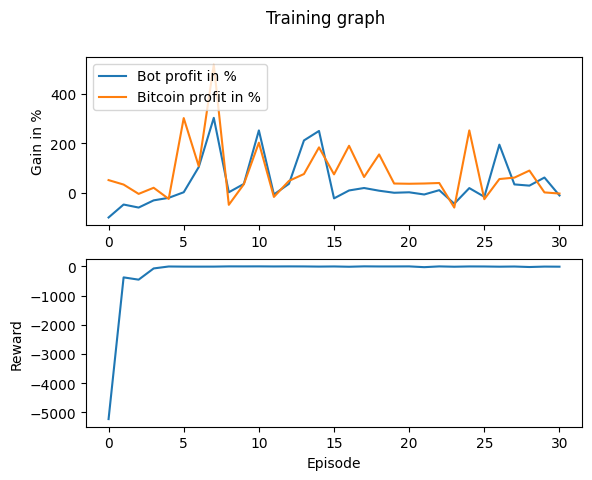 Training graph
Gain in %
Bot profit in %
Bitcoin profit in %
400
200
0
0 5 10 15 20 25 30
Reward
0
−1000
−2000
−3000
−4000
−5000
0 5 10 15 20 25 30
Episode